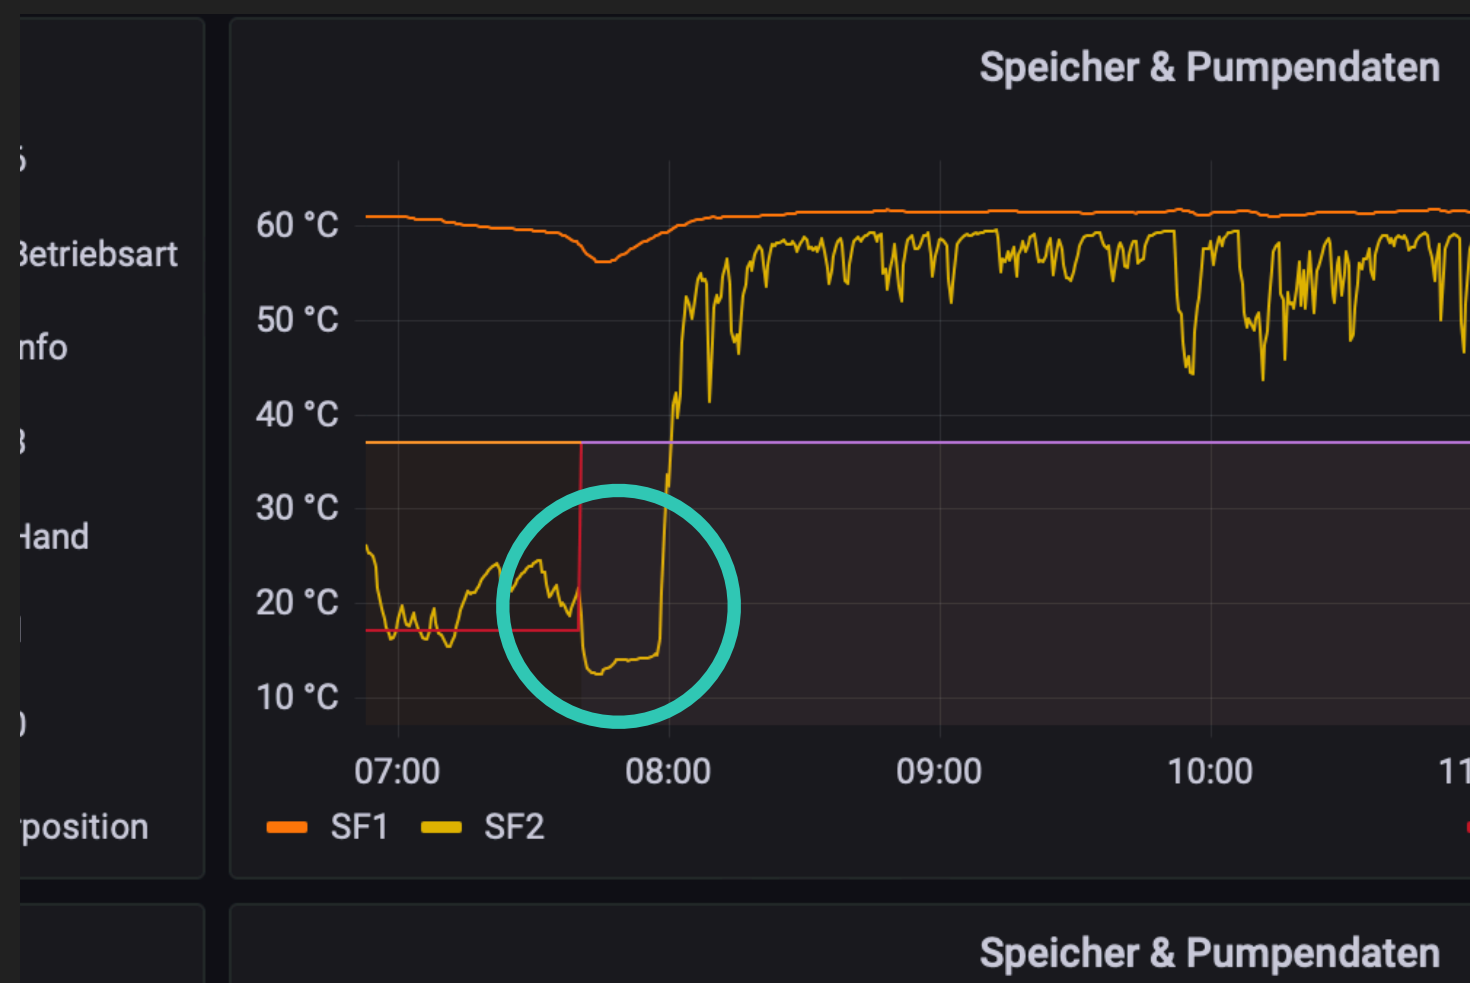 Speicher & Pumpendaten
Betriebsart
nfo
Hand
position
60 °C
50 °C
40 °C
30 °C
20 °C
10 °C
07:00
08:00
09:00
10:00
11
SF1
SF2
Speicher & Pumpendaten